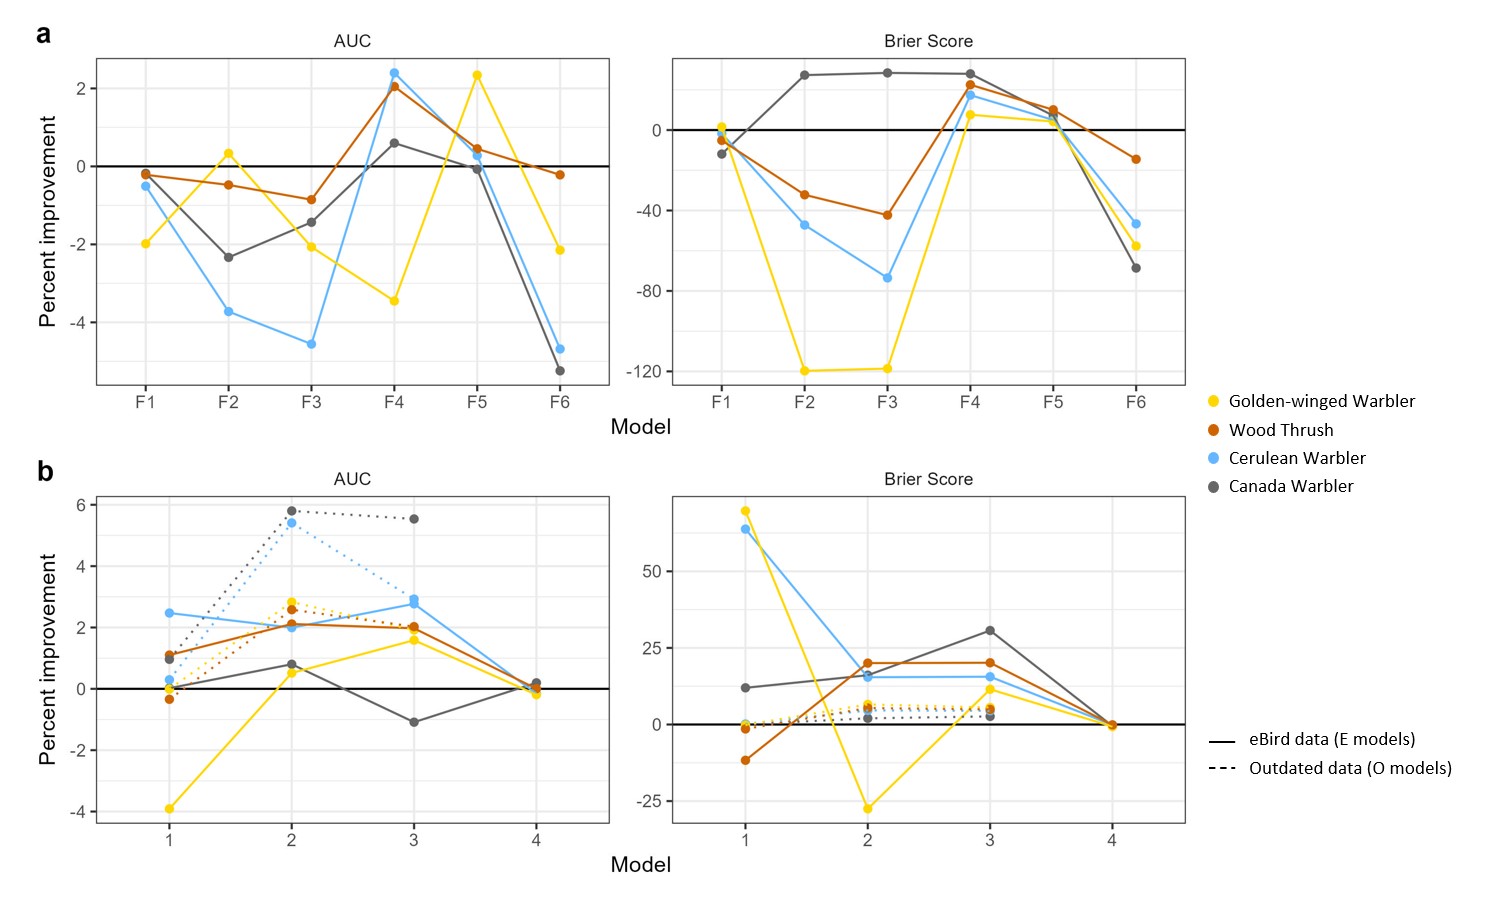 a
AUC
Brier Score
Percent improvement
2
0
-2
-4
0
-40
-80
-120
F1 F2 F3 F4 F5 F6
F1 F2 F3 F4 F5 F6
Model
Golden-winged Warbler
Wood Thrush
Cerulean Warbler
Canada Warbler
b
AUC
Brier Score
Percent improvement
6
4
2
0
-2
-4
50
25
0
-25
1 2 3 4
1 2 3 4
Model
eBird data (E models)
Outdated data (O models)